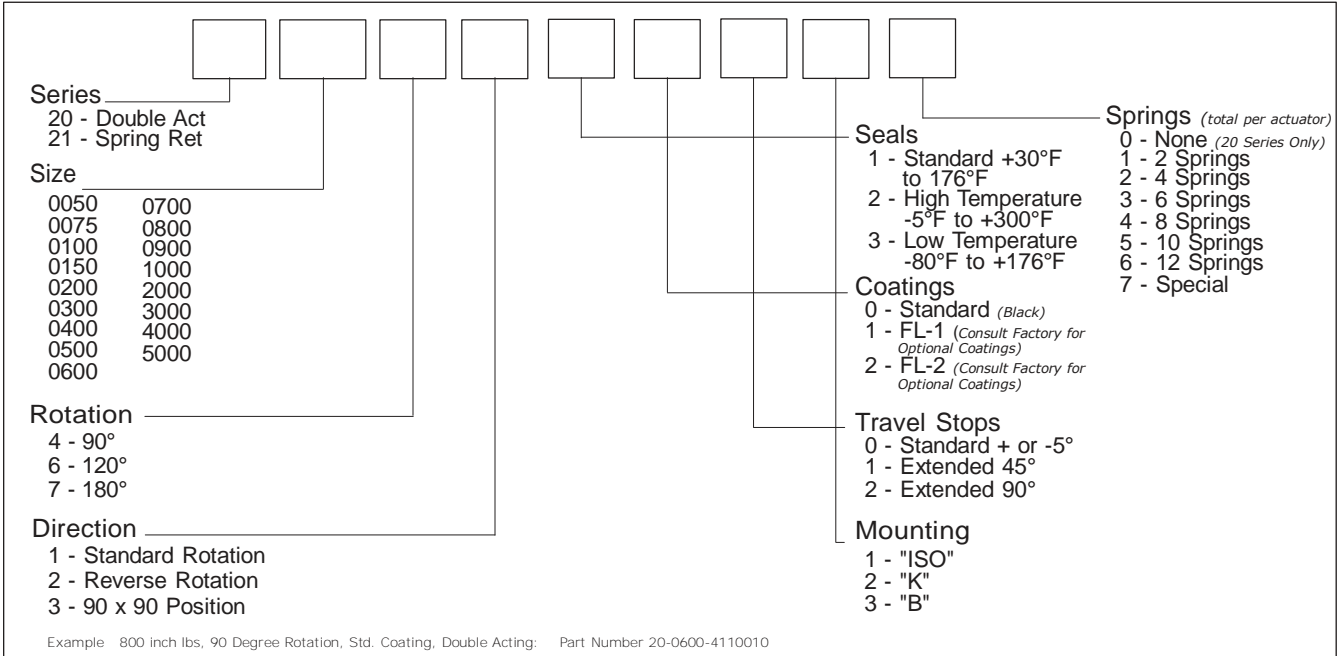 Series
20 - Double Act
21 - Spring Ret
Size
0050
0075
0100
0150
0200
0300
0400
0500
0600
0700
0800
0900
1000
2000
3000
4000
5000
Rotation
4 - 90°
6 - 120°
7 - 180°
Direction
1 - Standard Rotation
2 - Reverse Rotation
3 - 90 x 90 Position
Seals
1 - Standard +30°F
to 176°F
2 - High Temperature
-5°F to +300°F
3 - Low Temperature
-80°F to +176°F
Coatings
0 - Standard (Black)
1 - FL-1 (Consult Factory for
Optional Coatings)
2 - FL-2 (Consult Factory for
Optional Coatings)
Travel Stops
0 - Standard + or -5°
1 - Extended 45°
2 - Extended 90°
Mounting
1 - "ISO"
2 - "K"
3 - "B"
Springs (total per actuator)
0 - None (20 Series Only)
1 - 2 Springs
2 - 4 Springs
3 - 6 Springs
4 - 8 Springs
5 - 10 Springs
6 - 12 Springs
7 - Special
Example 800 inch lbs, 90 Degree Rotation, Std. Coating, Double Acting: Part Number 20-0600-4110010